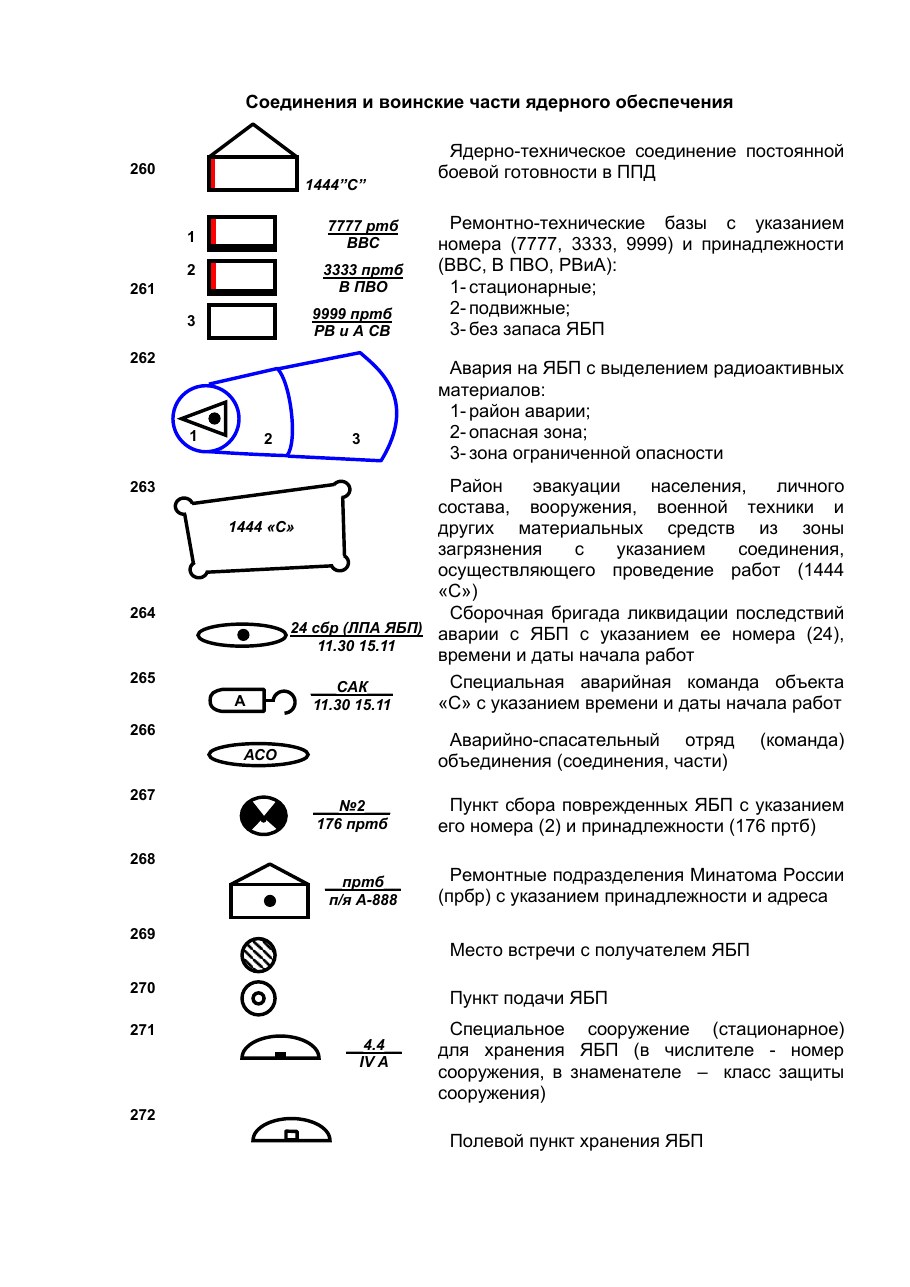 Соединения и воинские части ядерного обеспечения
260
1444”С”
Ядерно-техническое соединение постоянной
боевой готовности в ППД
261
1
7777 ртб
ВВС
2
3333 пртб
В ПВО
3
9999 пртб
РВ и А СВ
Ремонтно-технические базы с указанием
номера (7777, 3333, 9999) и принадлежности
(ВВС, В ПВО, РВиА):
1- стационарные;
2- подвижные;
3- без запаса ЯБП
262
1
2
3
Авария на ЯБП с выделением радиоактивных
материалов:
1- район аварии;
2- опасная зона;
3- зона ограниченной опасности
263
1444 «С»
Район эвакуации населения, личного
состава, вооружения, военной техники и
других материальных средств из зоны
загрязнения с указанием соединения,
осуществляющего проведение работ (1444
«С»)
264
24 сбр (ЛПА ЯБП)
11.30 15.11
Сборочная бригада ликвидации последствий
аварии с ЯБП с указанием ее номера (24),
времени и даты начала работ
265
А
САК
11.30 15.11
Специальная аварийная команда объекта
«С» с указанием времени и даты начала работ
266
АСО
Аварийно-спасательный отряд (команда)
объединения (соединения, части)
267
№2
176 пртб
Пункт сбора поврежденных ЯБП с указанием
его номера (2) и принадлежности (176 пртб)
268
пртб
п/я А-888
Ремонтные подразделения Минатома России
(прбр) с указанием принадлежности и адреса
269
Место встречи с получателем ЯБП
270
Пункт подачи ЯБП
271
4.4
IV А
Специальное сооружение (стационарное)
для хранения ЯБП (в числителе - номер
сооружения, в знаменателе – класс защиты
сооружения)
272
Полевой пункт хранения ЯБП